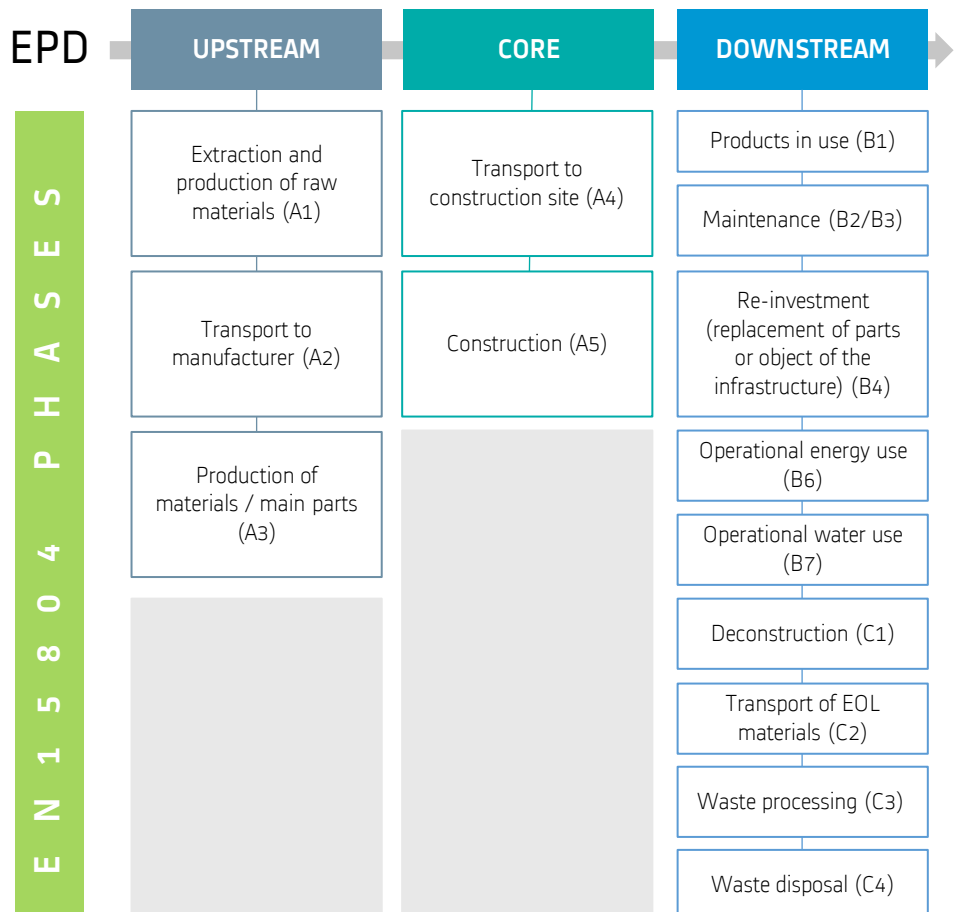 EPD
UPSTREAM
CORE
DOWNSTREAM
EN15804 PHASES
Extraction and
production of raw
materials (A1)
Transport to
manufacturer (A2)
Production of
materials / main parts
(A3)
Transport to
construction site (A4)
Construction (A5)
Products in use (B1)
Maintenance (B2/B3)
Re-investment
(replacement of parts
or object of the
infrastructure) (B4)
Operational energy use
(B6)
Operational water use
(B7)
Deconstruction (C1)
Transport of EOL
materials (C2)
Waste processing (C3)
Waste disposal (C4)